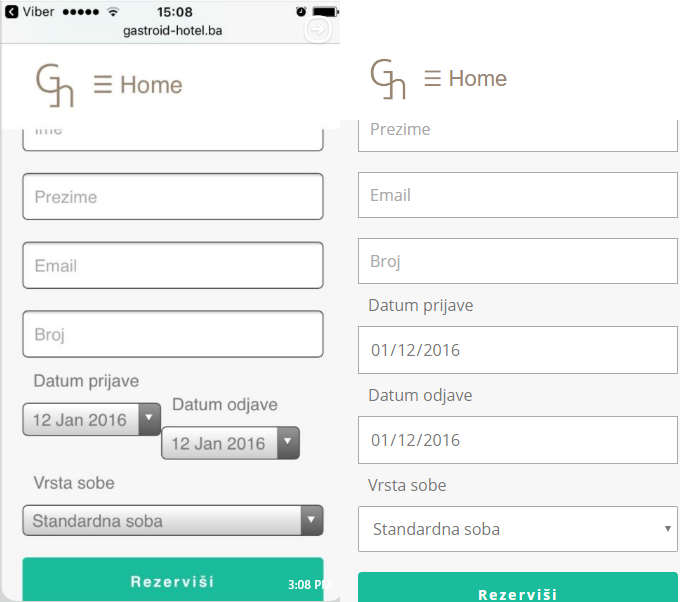 Viber 15:08
gastroid-hotel.ba
Gh Home
Ime
Prezime
Email
Broj
Datum prijave
12 Jan 2016
Datum odjave
12 Jan 2016
Vrsta sobe
Standardna soba
Rezerviši
3:08 PM
Gh Home
Prezime
Email
Broj
Datum prijave
01/12/2016
Datum odjave
01/12/2016
Vrsta sobe
Standardna soba
Rezerviši